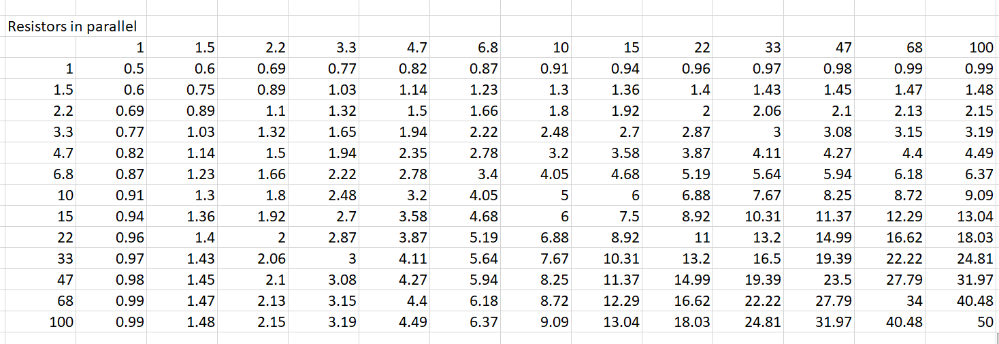 Resistors in parallel
1 1.5 2.2 3.3 4.7 6.8 10 15 22 33 47 68 100
1 0.5 0.6 0.69 0.77 0.82 0.87 0.91 0.94 0.96 0.97 0.98 0.99 0.99
1.5 0.6 0.75 0.89 1.03 1.14 1.23 1.3 1.36 1.4 1.43 1.45 1.47 1.48
2.2 0.69 0.89 1.1 1.32 1.5 1.66 1.8 1.92 2 2.06 2.1 2.13 2.15
3.3 0.77 1.03 1.32 1.65 1.94 2.22 2.48 2.7 2.87 3 3.08 3.15 3.19
4.7 0.82 1.14 1.5 1.94 2.35 2.78 3.2 3.58 3.87 4.11 4.27 4.4 4.49
6.8 0.87 1.23 1.66 2.22 2.78 3.4 4.05 4.68 5.19 5.64 5.94 6.18 6.37
10 0.91 1.3 1.8 2.48 3.2 4.05 5 6 6.88 7.67 8.25 8.72 9.09
15 0.94 1.36 1.92 2.7 3.58 4.68 6 7.5 8.92 10.31 11.37 12.29 13.04
22 0.96 1.4 2 2.87 3.87 5.19 6.88 8.92 11 13.2 14.99 16.62 18.03
33 0.97 1.43 2.06 3 4.11 5.64 7.67 10.31 13.2 16.5 19.39 22.22 24.81
47 0.98 1.45 2.1 3.08 4.27 5.94 8.25 11.37 14.99 19.39 23.5 27.79 31.97
68 0.99 1.47 2.13 3.15 4.4 6.18 8.72 12.29 16.62 22.22 27.79 34 40.48
100 0.99 1.48 2.15 3.19 4.49 6.37 9.09 13.04 18.03 24.81 31.97 40.48 50